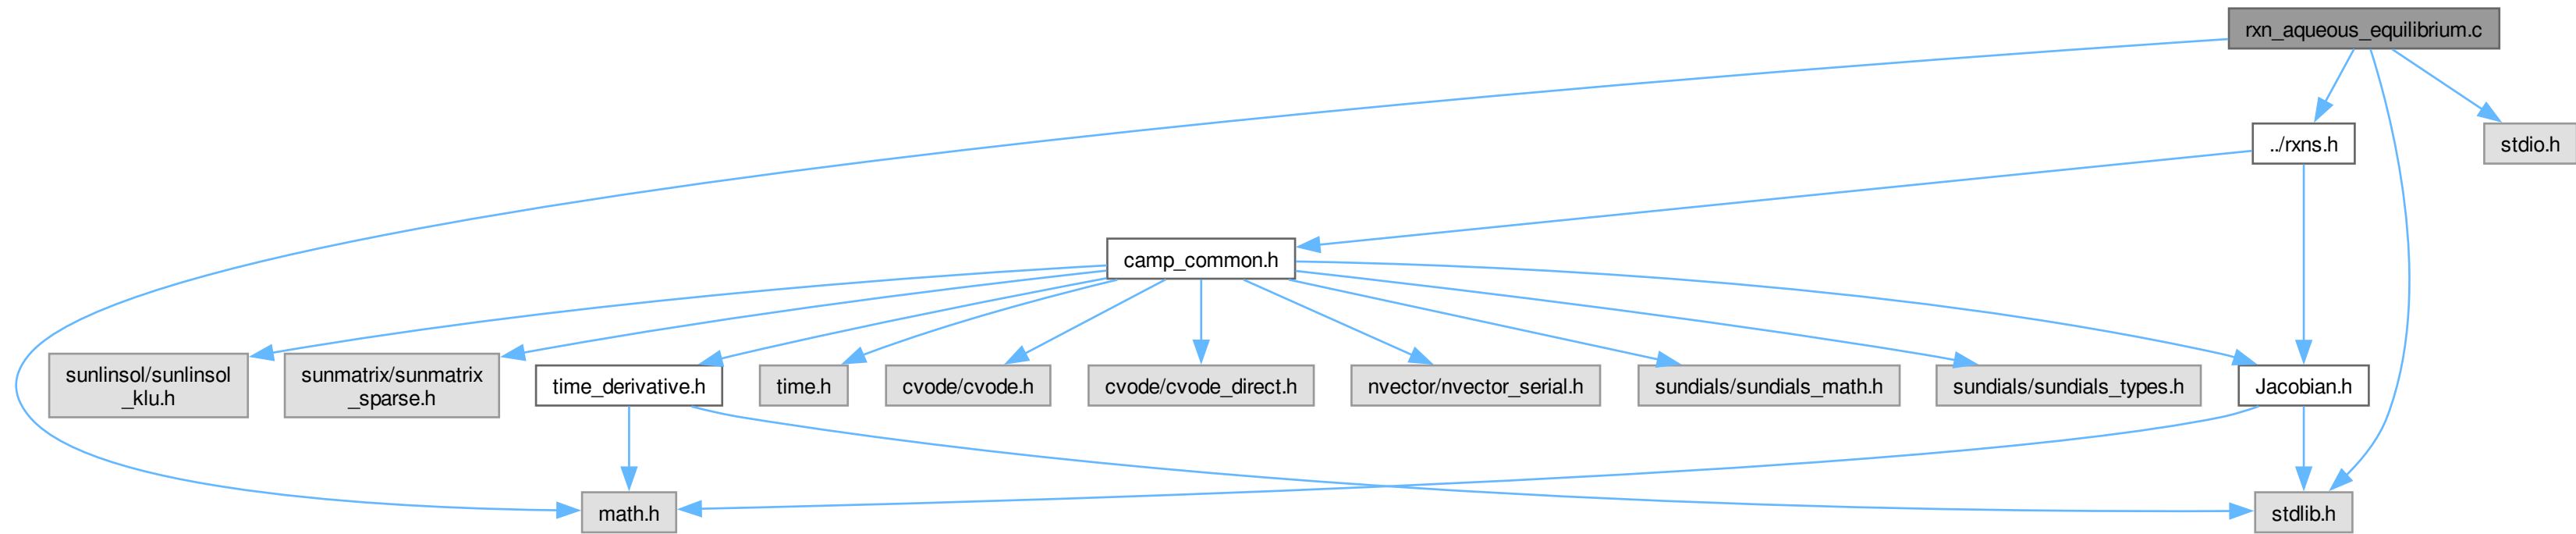 rxn_aqueous_equilibrium.c
../rxns.h
stdio.h
camp_common.h
sunlinsol/sunlinsol
_klu.h
sunmatrix/sunmatrix
_sparse.h
time_derivative.h
time.h
cvode/cvode.h
cvode/cvode_direct.h
nvector/nvector_serial.h
sundials/sundials_math.h
sundials/sundials_types.h
Jacobian.h
math.h
stdlib.h